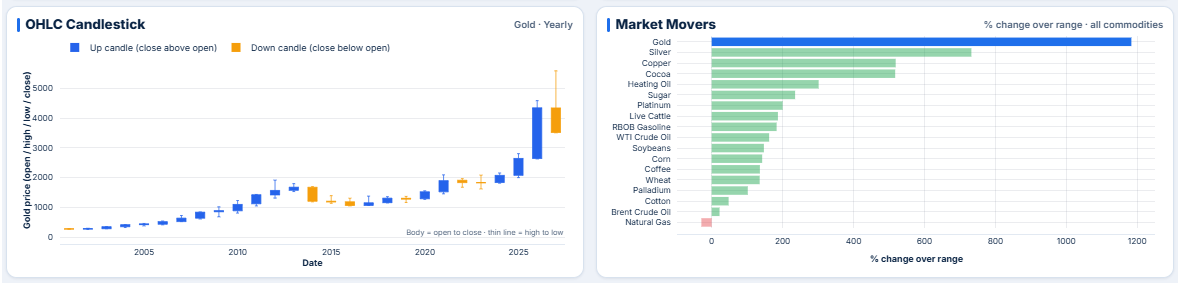 OHLC Candlestick
Gold · Yearly
Up candle (close above open)
Down candle (close below open)
Gold price (open / high / low / close)
5000
4000
3000
2000
1000
0
Body = open to close · thin line = high to low
2005
2010
2015
2020
2025
Date
Market Movers
% change over range · all commodities
Gold
Silver
Copper
Cocoa
Heating Oil
Sugar
Platinum
Live Cattle
RBOB Gasoline
WTI Crude Oil
Soybeans
Corn
Coffee
Wheat
Palladium
Cotton
Brent Crude Oil
Natural Gas
0
200
400
600
800
1000
1200
% change over range